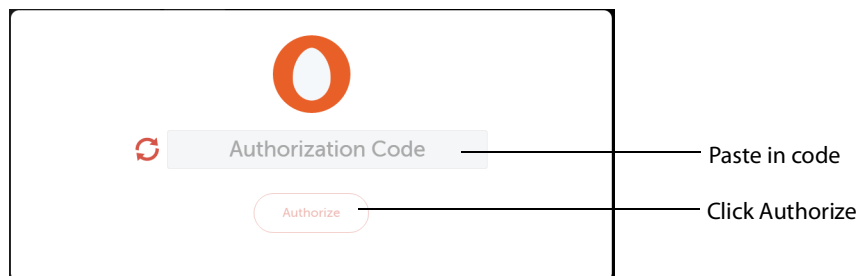 Authorization Code
Paste in code
Authorize
Click Authorize